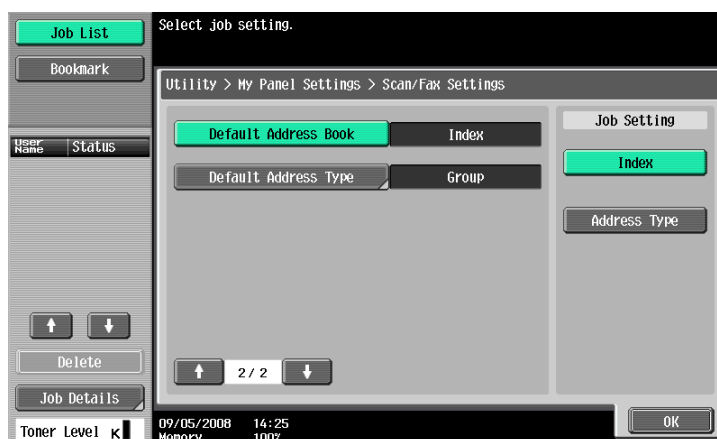 Job List
Bookmark
User Name Status
Delete
Job Details
Toner Level K
Select job setting.
Utility > My Panel Settings > Scan/Fax Settings
Default Address Book Index
Default Address Type Group
2/ 2
Job Setting
Index
Address Type
09/05/2008 14:25
Memory 100%
OK